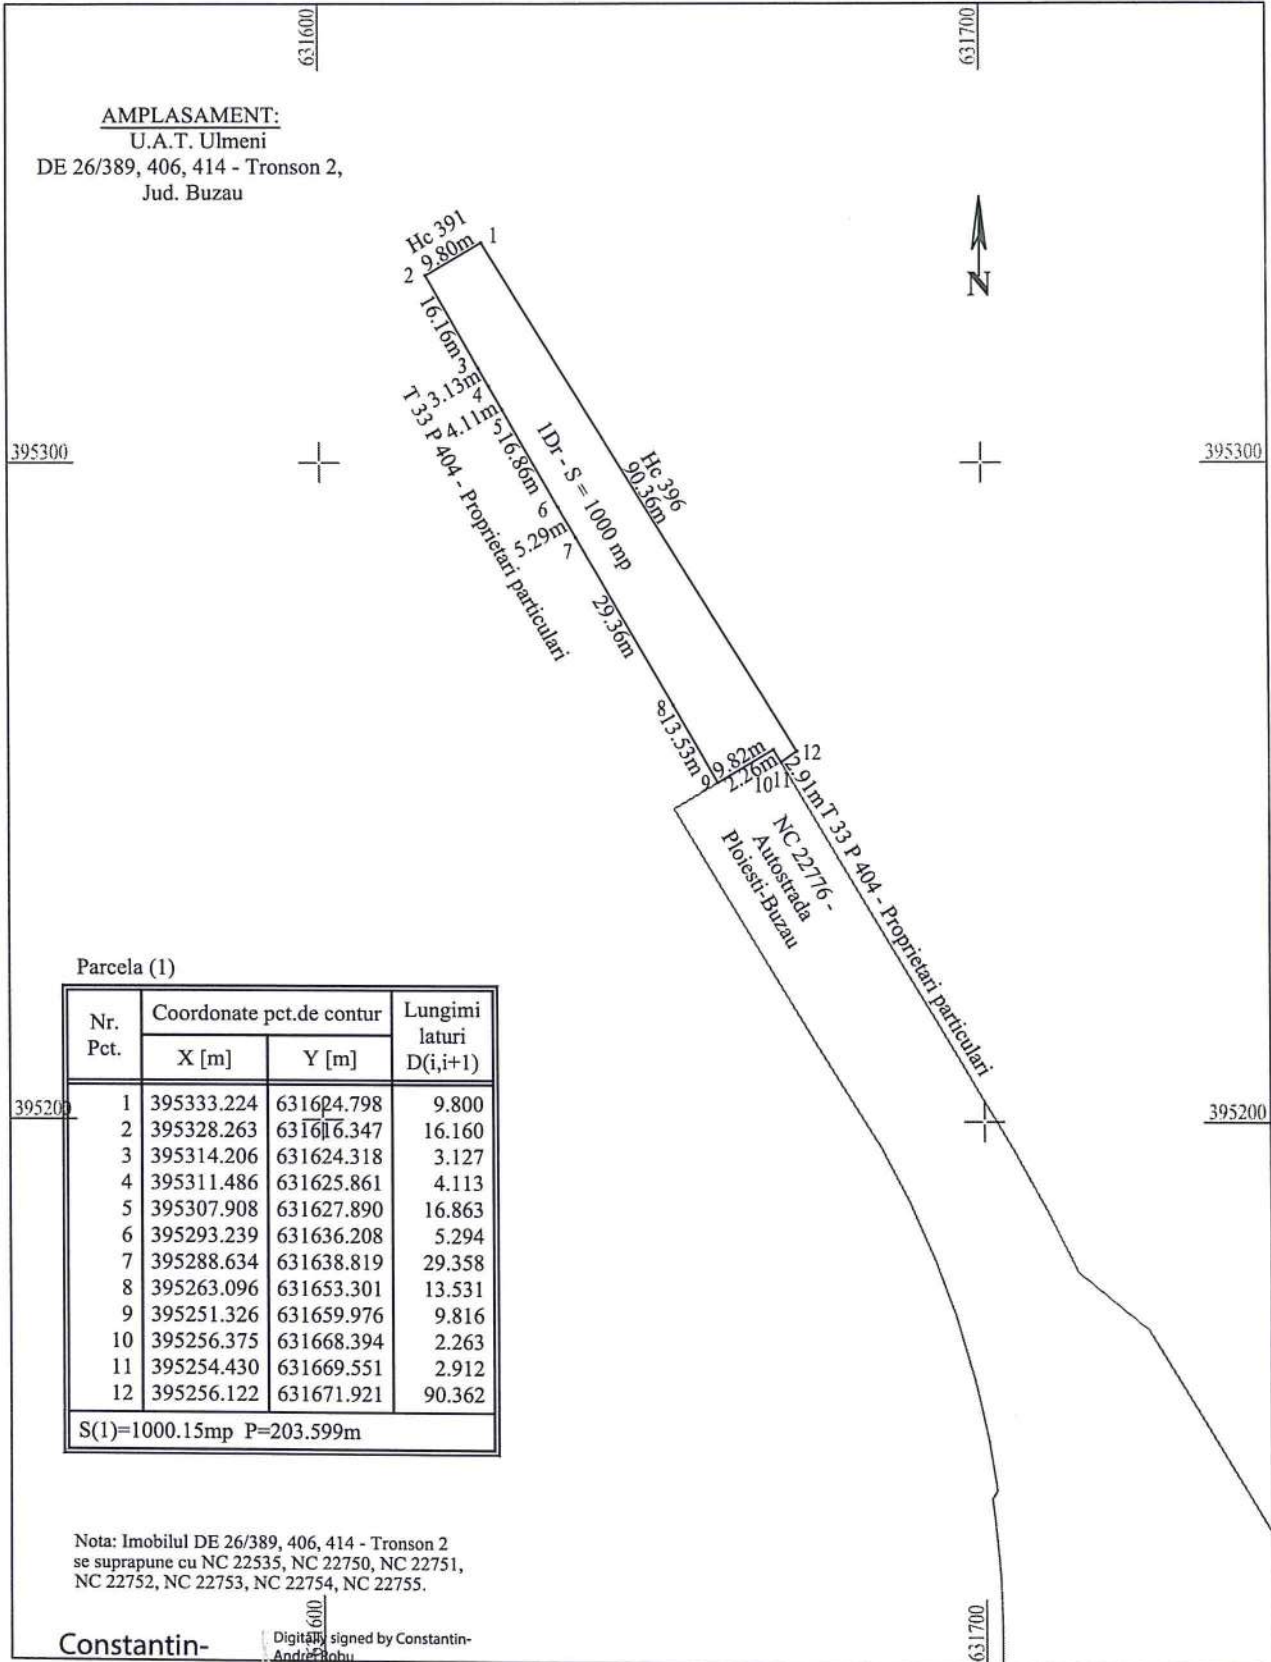 631600
631700
AMPLASAMENT:
U.A.T. Ulmeni
DE 26/389, 406, 414 - Tronson 2,
Jud. Buzau
N
Hc 391
9.80m
1
2
16.16m
3
3.13m
4
4.11m
5
16.86m
T 33 P 404 - Proprietari particulari
1Dr - S = 1000 mp
Hc 396
90.36m
395300
395300
6
5.29m
7
29.36m
8
13.53m
9
9.82m
2.26m
10
11
12
2.91m
T 33 P 404 - Proprietari particulari
NC 22776 -
Autostrada
Ploiesti-Buzau
Parcela (1)
Nr. Pct. Coordonate pct.de contur Lungimi laturi D(i,i+1)
X [m] Y [m]
1 395333.224 631624.798 9.800
2 395328.263 631616.347 16.160
3 395314.206 631624.318 3.127
4 395311.486 631625.861 4.113
5 395307.908 631627.890 16.863
6 395293.239 631636.208 5.294
7 395288.634 631638.819 29.358
8 395263.096 631653.301 13.531
9 395251.326 631659.976 9.816
10 395256.375 631668.394 2.263
11 395254.430 631669.551 2.912
12 395256.122 631671.921 90.362
S(1)=1000.15mp P=203.599m
395200
395200
Nota: Imobilul DE 26/389, 406, 414 - Tronson 2
se suprapune cu NC 22535, NC 22750, NC 22751,
NC 22752, NC 22753, NC 22754, NC 22755.
631600
631700
Constantin-
Digitally signed by Constantin-
Andrei Robu